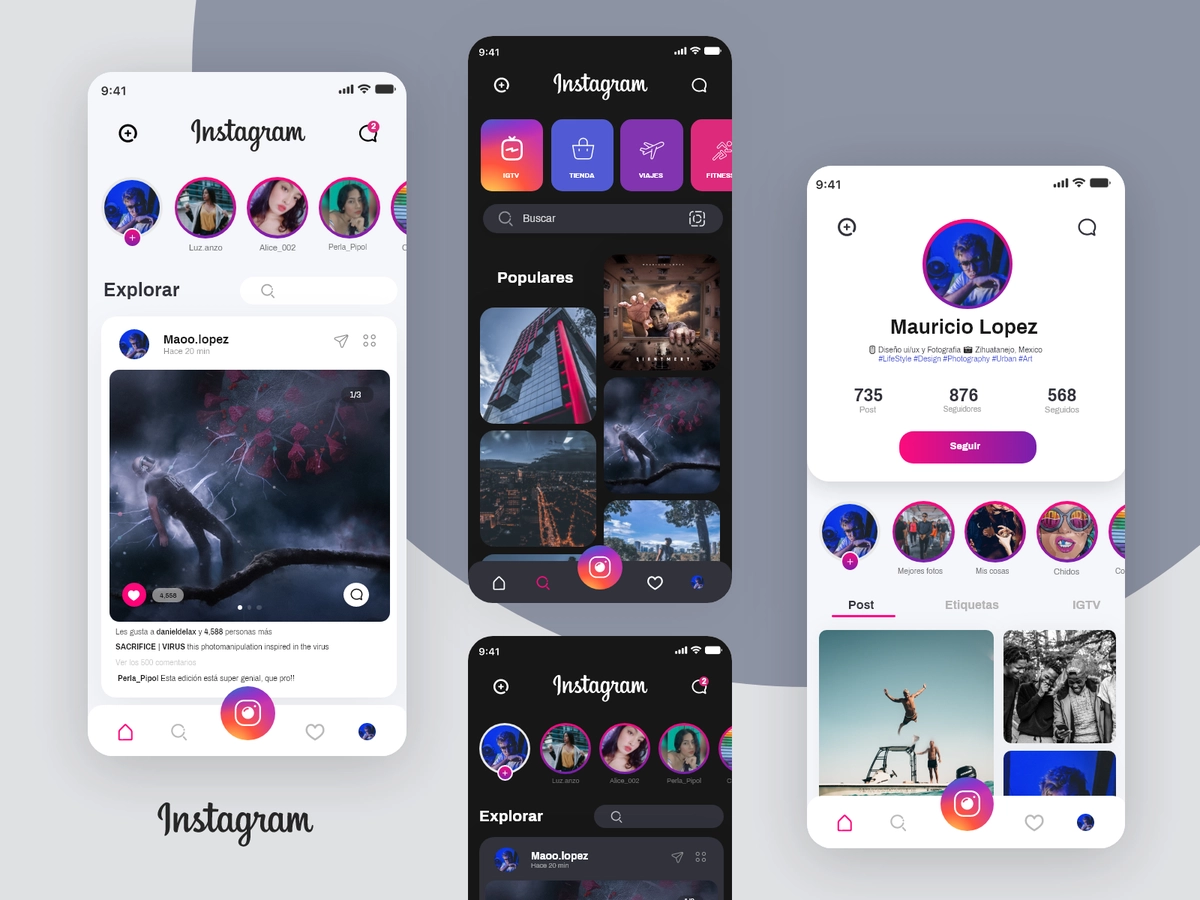 9:41
Instagram
2
Luz.anzo
Alice_002
Perla_Pipol
C
Explorar
Maoo.lopez
Hace 20 min
1/3
4,558
Les gusta a danieldelax y 4,588 personas más
SACRIFICE | VIRUS this photomanipulation inspired in the virus
Ver los 500 comentarios
Perla_Pipol Esta edición está super genial, que pro!!
Instagram
9:41
Instagram
IGTV
TIENDA
VIAJES
FITNESS
Buscar
Populares
9:41
Instagram
2
Luz.anzo
Alice_002
Perla_Pipol
C
Explorar
Maoo.lopez
Hace 20 min
1/3
9:41
Mauricio Lopez
Diseño ui/ux y Fotografia Zihuatanejo, Mexico
#LifeStyle #Design #Photography #Urban #Art
735
Post
876
Seguidores
568
Seguidos
Seguir
Mejores fotos
Mis cosas
Chidos
Co
Post
Etiquetas
IGTV